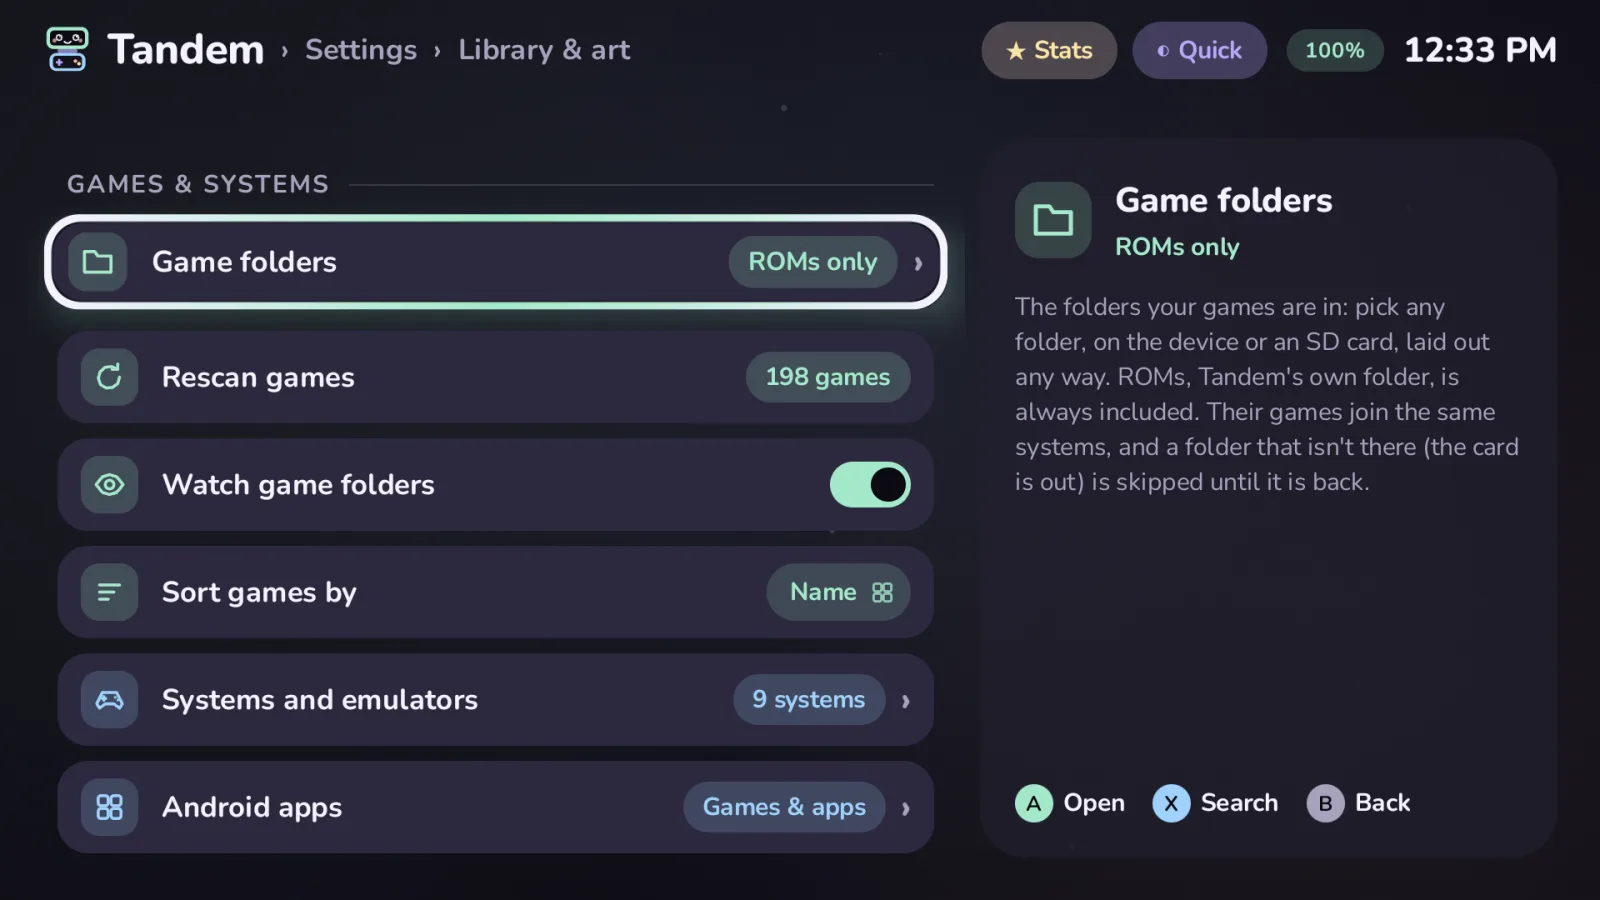 Tandem › Settings › Library & art
★ Stats
Quick
100%
12:33 PM
GAMES & SYSTEMS
Game folders
ROMs only ›
Rescan games
198 games
Watch game folders
Sort games by
Name
Systems and emulators
9 systems ›
Android apps
Games & apps ›
Game folders
ROMs only
The folders your games are in: pick any
folder, on the device or an SD card, laid out
any way. ROMs, Tandem's own folder, is
always included. Their games join the same
systems, and a folder that isn't there (the card
is out) is skipped until it is back.
A Open
X Search
B Back